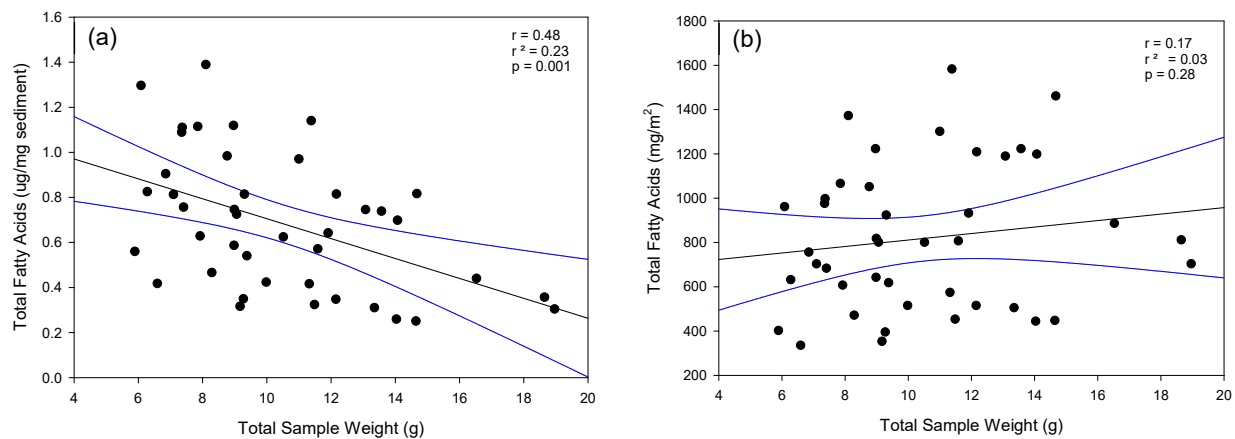 (a)
r = 0.48
r ² = 0.23
p = 0.001
1.6
1.4
1.2
1.0
0.8
0.6
0.4
0.2
0.0
Total Fatty Acids (ug/mg sediment)
4 6 8 10 12 14 16 18 20
Total Sample Weight (g)
(b)
r = 0.17
r ² = 0.03
p = 0.28
1800
1600
1400
1200
1000
800
600
400
200
Total Fatty Acids (mg/m²)
4 6 8 10 12 14 16 18 20
Total Sample Weight (g)